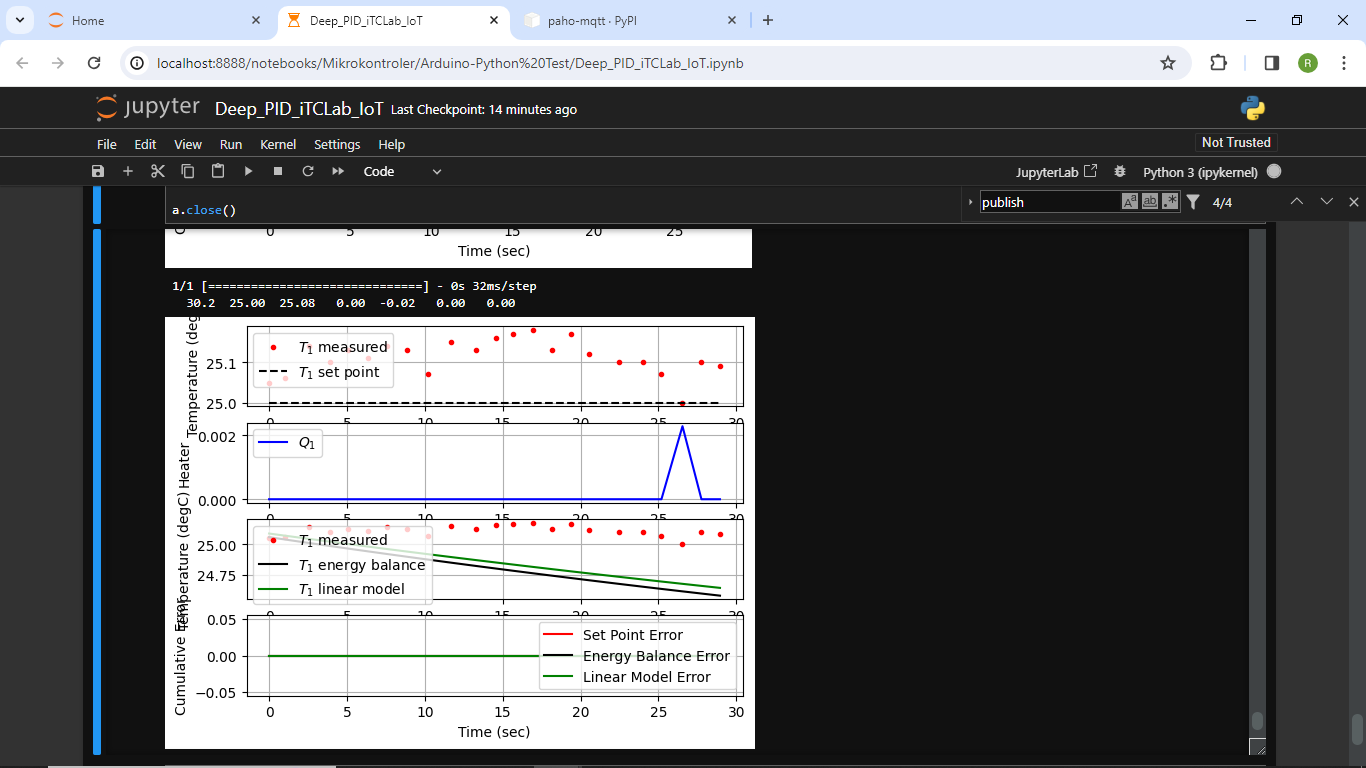 Home
Deep_PID_iTCLab_IoT
paho-mqtt · PyPI
localhost:8888/notebooks/Mikrokontroler/Arduino-Python%20Test/Deep_PID_iTCLab_IoT.ipynb
R
jupyter Deep_PID_iTCLab_IoT Last Checkpoint: 14 minutes ago
File Edit View Run Kernel Settings Help
Not Trusted
Code
JupyterLab
Python 3 (ipykernel)
publish
4/4
a.close()
0 5 10 15 20 25
Time (sec)
1/1 [==============================] - 0s 32ms/step
30.2 25.00 25.08 0.00 -0.02 0.00 0.00
Temperature (deg
25.1
25.0
T1 measured
T1 set point
0 5 10 15 20 25 30
Heater
0.002
0.000
Q1
0 5 10 15 20 25 30
Temperature (degC)
25.00
24.75
T1 measured
T1 energy balance
T1 linear model
0 5 10 15 20 25 30
Cumulative Error
0.05
0.00
−0.05
Set Point Error
Energy Balance Error
Linear Model Error
0 5 10 15 20 25 30
Time (sec)